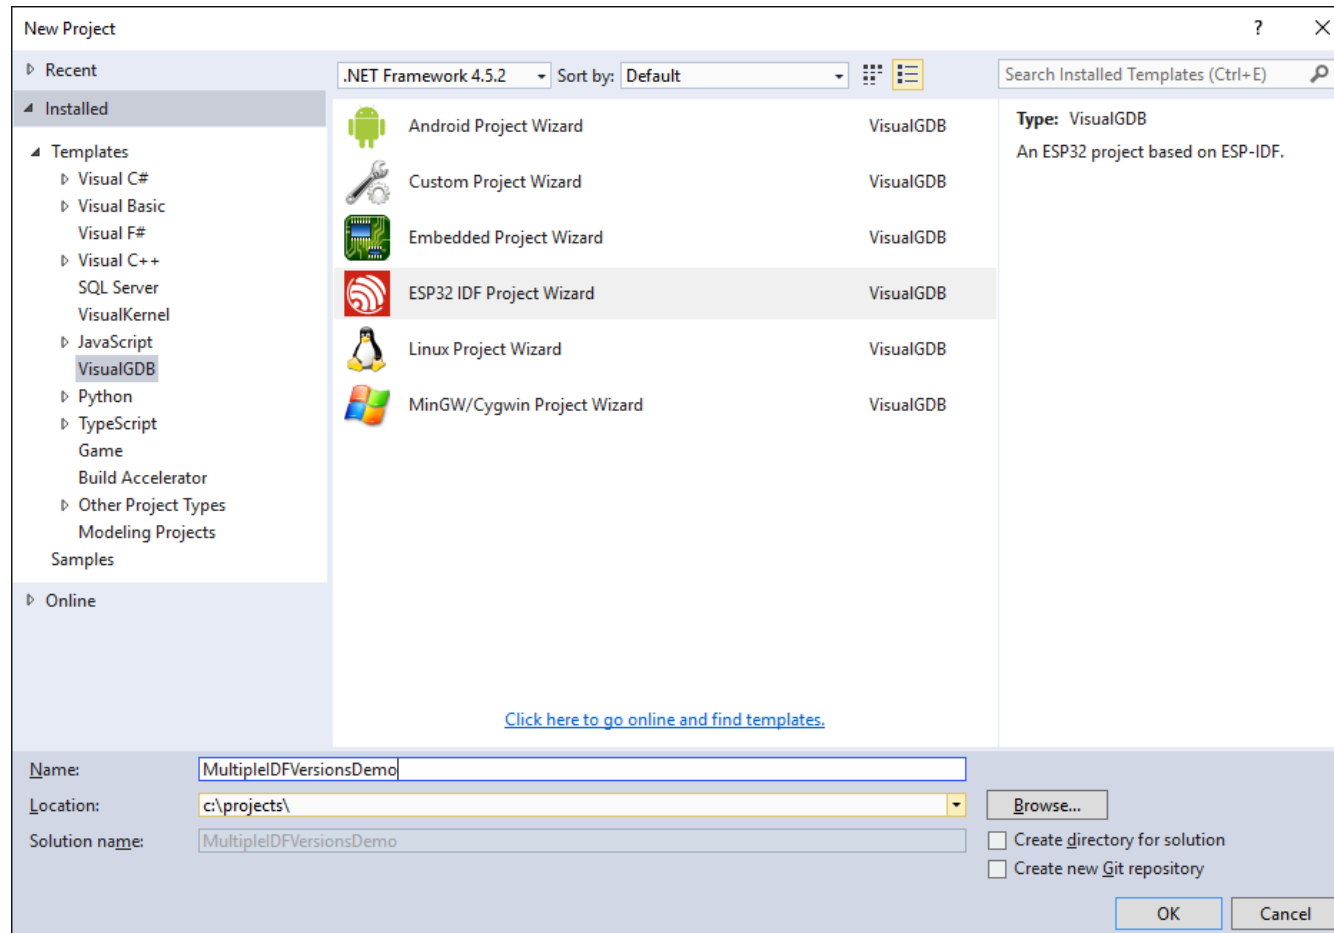 New Project
?
Recent
Installed
Templates
Visual C#
Visual Basic
Visual F#
Visual C++
SQL Server
VisualKernel
JavaScript
VisualGDB
Python
TypeScript
Game
Build Accelerator
Other Project Types
Modeling Projects
Samples
Online
.NET Framework 4.5.2
Sort by: Default
Search Installed Templates (Ctrl+E)
Android Project Wizard VisualGDB
Custom Project Wizard VisualGDB
Embedded Project Wizard VisualGDB
ESP32 IDF Project Wizard VisualGDB
Linux Project Wizard VisualGDB
MinGW/Cygwin Project Wizard VisualGDB
Click here to go online and find templates.
Type: VisualGDB
An ESP32 project based on ESP-IDF.
Name: MultipleIDFVersionsDemo
Location: c:\projects\
Browse...
Solution name: MultipleIDFVersionsDemo
Create directory for solution
Create new Git repository
OK Cancel